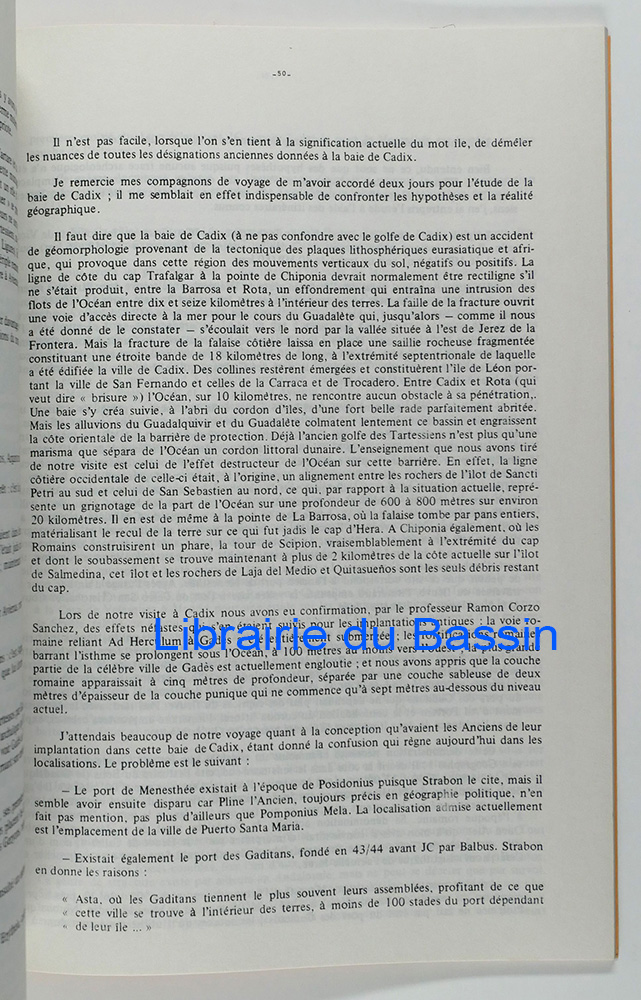 -50-
Il n'est pas facile, lorsque l'on s'en tient à la signification actuelle du mot île, de démêler
les nuances de toutes les désignations anciennes données à la baie de Cadix.
Je remercie mes compagnons de voyage de m'avoir accordé deux jours pour l'étude de la
baie de Cadix ; il me semblait en effet indispensable de confronter les hypothèses et la réalité
géographique.
Il faut dire que la baie de Cadix (à ne pas confondre avec le golfe de Cadix) est un accident
de géomorphologie provenant de la tectonique des plaques lithosphériques eurasiatique et afri-
que, qui provoque dans cette région des mouvements verticaux du sol, négatifs ou positifs. La
ligne de côte du cap Trafalgar à la pointe de Chiponia devrait normalement être rectiligne s'il
ne s'était produit, entre la Barrosa et Rota, un effondrement qui entraîna une intrusion des
flots de l'Océan entre dix et seize kilomètres à l'intérieur des terres. La faille de la fracture ouvrit
une voie d'accès directe à la mer pour le cours du Guadalète qui, jusqu'alors — comme il nous
a été donné de le constater — s'écoulait vers le nord par la vallée située à l'est de Jerez de la
Frontera. Mais la fracture de la falaise côtière laissa en place une saillie rocheuse fragmentée
constituant une étroite bande de 18 kilomètres de long, à l'extrémité septentrionale de laquelle
a été édifiée la ville de Cadix. Des collines restèrent émergées et constituèrent l'île de Léon por-
tant la ville de San Fernando et celles de la Carraca et de Trocadero. Entre Cadix et Rota (qui
veut dire « brisure ») l'Océan, sur 10 kilomètres, ne rencontre aucun obstacle à sa pénétration,.
Une baie s'y créa suivie, à l'abri du cordon d'îles, d'une fort belle rade parfaitement abritée.
Mais les alluvions du Guadalquivir et du Guadalète colmatent lentement ce bassin et engraissent
la côte orientale de la barrière de protection. Déjà l'ancien golfe des Tartessiens n'est plus qu'une
marisma que sépara de l'Océan un cordon littoral dunaire. L'enseignement que nous avons tiré
de notre visite est celui de l'effet destructeur de l'Océan sur cette barrière. En effet, la ligne
côtière occidentale de celle-ci était, à l'origine, un alignement entre les rochers de l'îlot de Sancti
Petri au sud et celui de San Sebastien au nord, ce qui, par rapport à la situation actuelle, repré-
sente un grignotage de la part de l'Océan sur une profondeur de 600 à 800 mètres sur environ
20 kilomètres. Il en est de même à la pointe de La Barrosa, où la falaise tombe par pans entiers,
matérialisant le recul de la terre sur ce qui fut jadis le cap d'Hera. A Chiponia également, où les
Romains construisirent un phare, la tour de Scipion, vraisemblablement à l'extrémité du cap
et dont le soubassement se trouve maintenant à plus de 2 kilomètres de la côte actuelle sur l'îlot
de Salmedina, cet îlot et les rochers de Laja del Medio et Quitasueños sont les seuls débris restant
du cap.
Lors de notre visite à Cadix nous avons eu confirmation, par le professeur Ramon Corzo
Sanchez, des effets néfastes qui s'en étaient suivis pour les implantations antiques : la voie ro-
maine reliant Ad Herculum à Gadès est entièrement submergée ; les
barrant l'isthme se prolongent sous l'Océan, à 100 mètres au moins vers
partie de la célèbre ville de Gadès est actuellement engloutie ; et nous avons appris que la couche
romaine apparaissait à cinq mètres de profondeur, séparée par une couche sableuse de deux
mètres d'épaisseur de la couche punique qui ne commence qu'à sept mètres au-dessous du niveau
actuel.
Librairie du Bassin
J'attendais beaucoup de notre voyage quant à la conception qu'avaient les Anciens de leur
implantation dans cette baie de Cadix, étant donné la confusion qui règne aujourd'hui dans les
localisations. Le problème est le suivant :
— Le port de Menesthée existait à l'époque de Posidonius puisque Strabon le cite, mais il
semble avoir ensuite disparu car Pline l'Ancien, toujours précis en géographie politique, n'en
fait pas mention, pas plus d'ailleurs que Pomponius Mela. La localisation admise actuellement
est l'emplacement de la ville de Puerto Santa Maria.
— Existait également le port des Gaditans, fondé en 43/44 avant JC par Balbus. Strabon
en donne les raisons :
« Asta, où les Gaditans tiennent le plus souvent leurs assemblées, profitant de ce que
« cette ville se trouve à l'intérieur des terres, à moins de 100 stades du port dépendant
« de leur île ... »